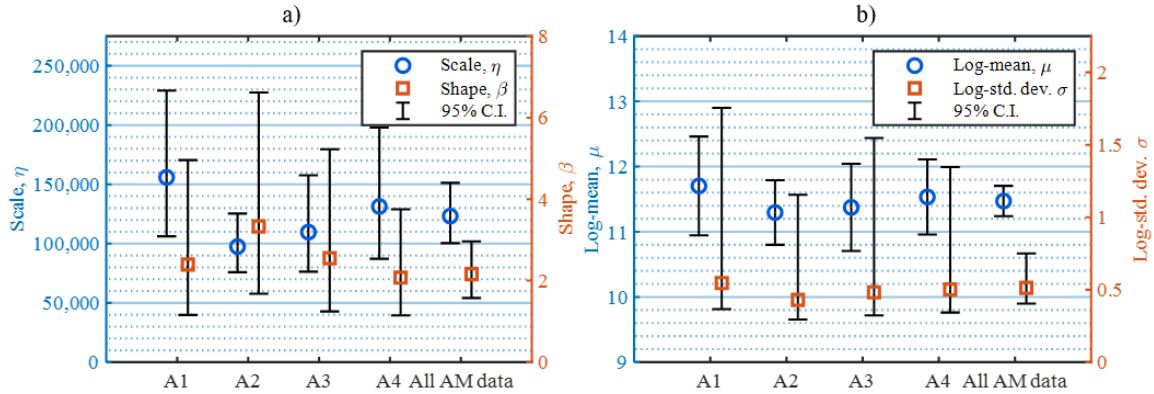 a)
250,000
200,000
150,000
100,000
50,000
0
Scale, η
8
6
4
2
0
Shape, β
Scale, η
Shape, β
95% C.I.
A1 A2 A3 A4 All AM data
b)
14
13
12
11
10
9
Log-mean, μ
2
1.5
1
0.5
0
Log-std. dev. σ
Log-mean, μ
Log-std. dev. σ
95% C.I.
A1 A2 A3 A4 All AM data